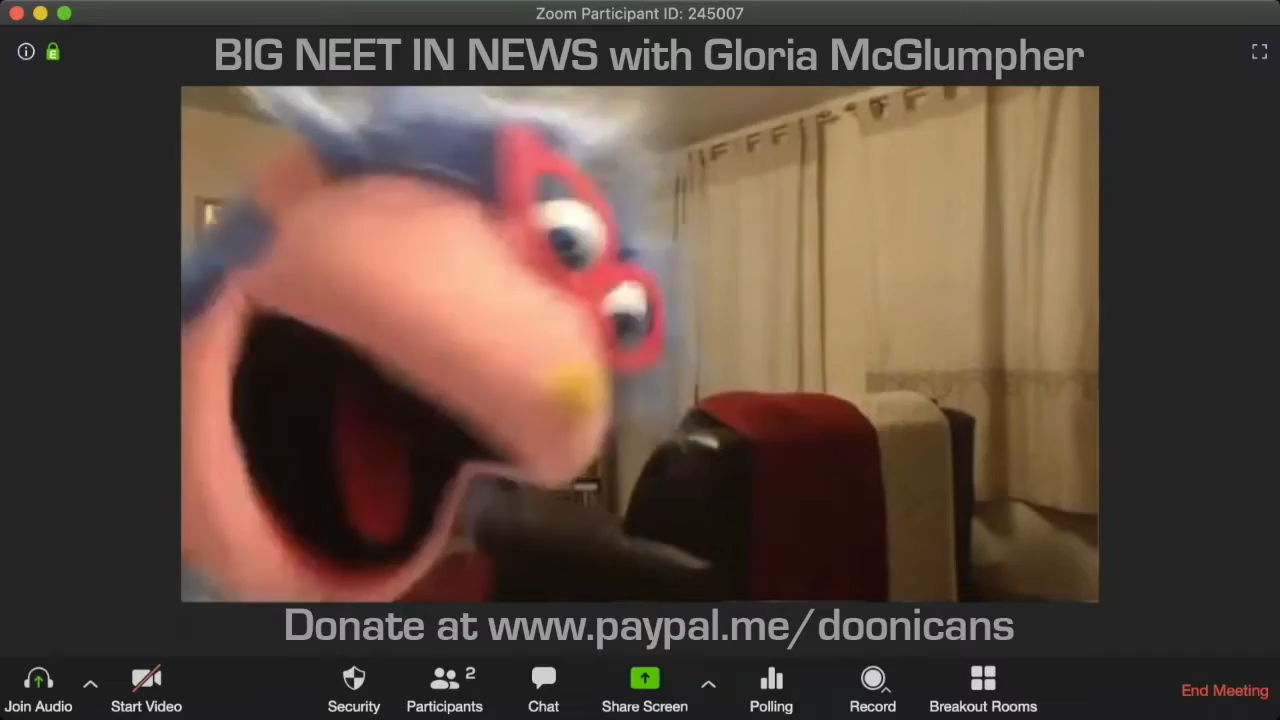 Zoom Participant ID: 245007
E
BIG NEET IN NEWS with Gloria McGlumpher
Donate at www.paypal.me/doonicans
2
Join Audio
Start Video
Security
Participants
Chat
Share Screen
Polling
Record
Breakout Rooms
End Meeting